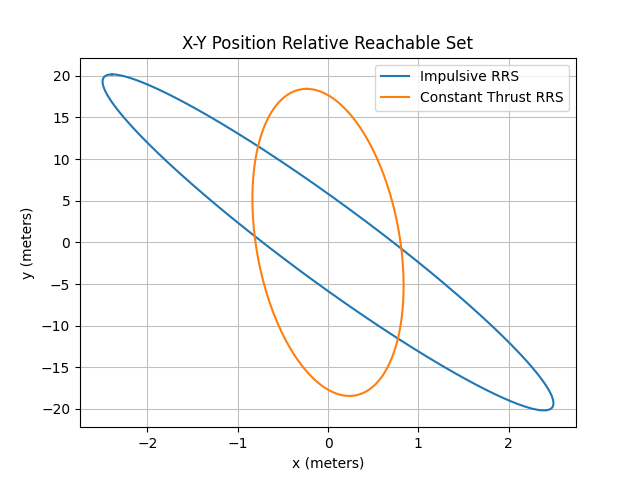 X-Y Position Relative Reachable Set
Impulsive RRS
Constant Thrust RRS
20
15
10
5
0
−5
−10
−15
−20
y (meters)
−2
−1
0
1
2
x (meters)